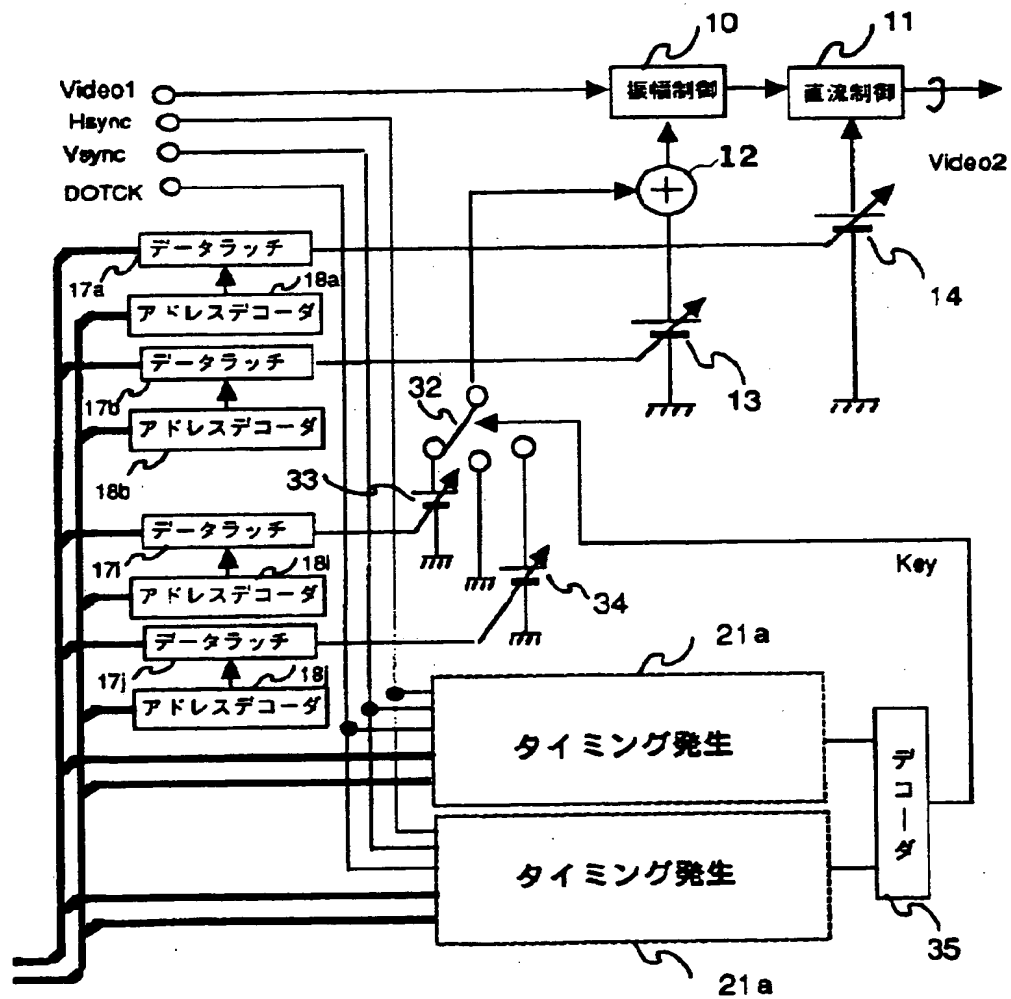 10
11
Video1
振幅制御
直流制御
Hsync
Vsync
12
Video2
DOTCK
データラッチ
17a
18a
14
アドレスデコーダ
データラッチ
13
17b
32
アドレスデコーダ
18b
33
データラッチ
17i
18i
Key
アドレスデコーダ
34
データラッチ
21a
17j
18j
アドレスデコーダ
タイミング発生
デコーダ
タイミング発生
35
21a